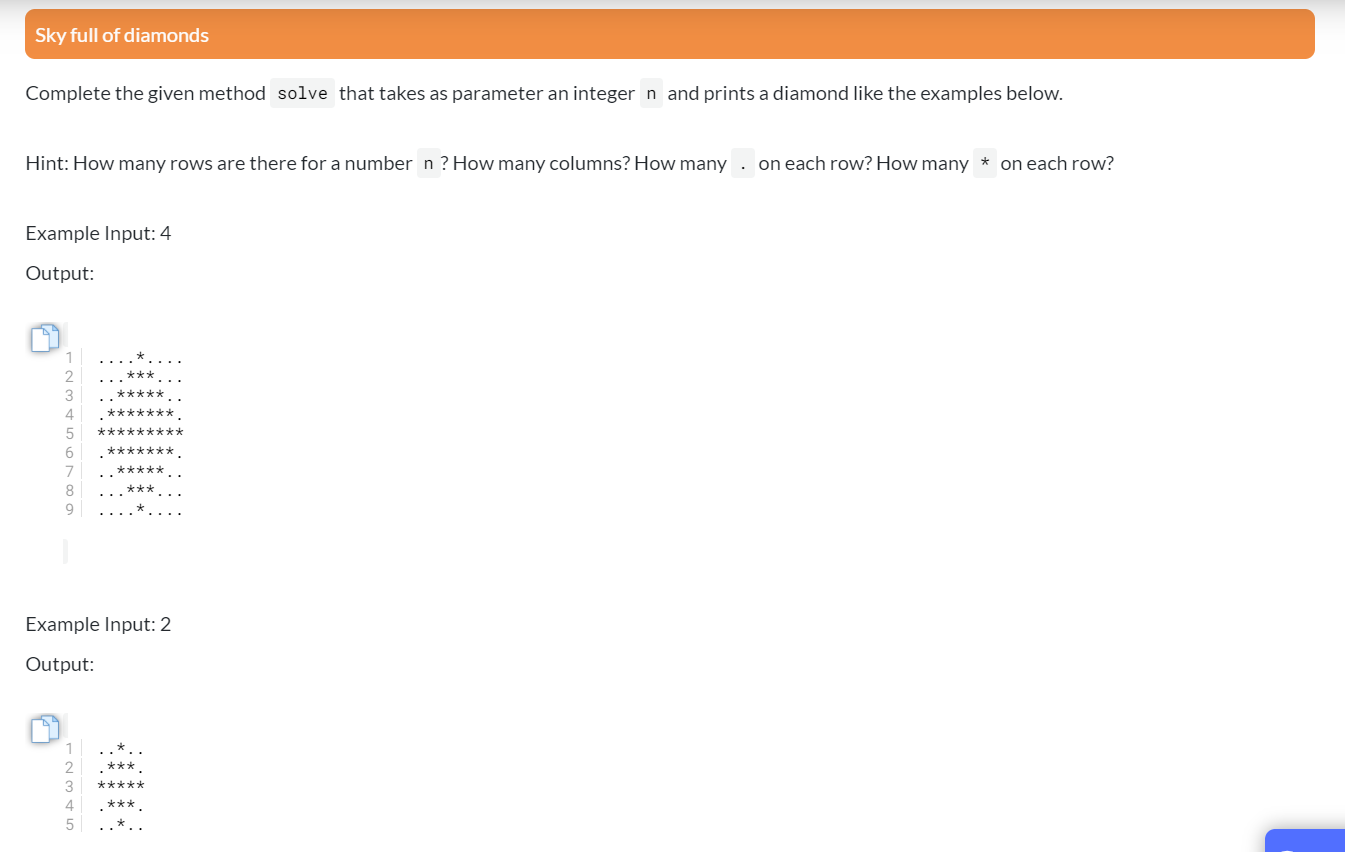 Sky full of diamonds
Complete the given method solve that takes as parameter an integer n and prints a diamond like the examples below.
Hint: How many rows are there for a number n ? How many columns? How many . on each row? How many * on each row?
Example Input: 4
Output:
1 ....*....
2 ...***...
3 ..*****..
4 .*******.
5 *********
6 .*******.
7 ..*****..
8 ...***...
9 ....*....
Example Input: 2
Output:
1 ..*..
2 .***.
3 *****
4 .***.
5 ..*..